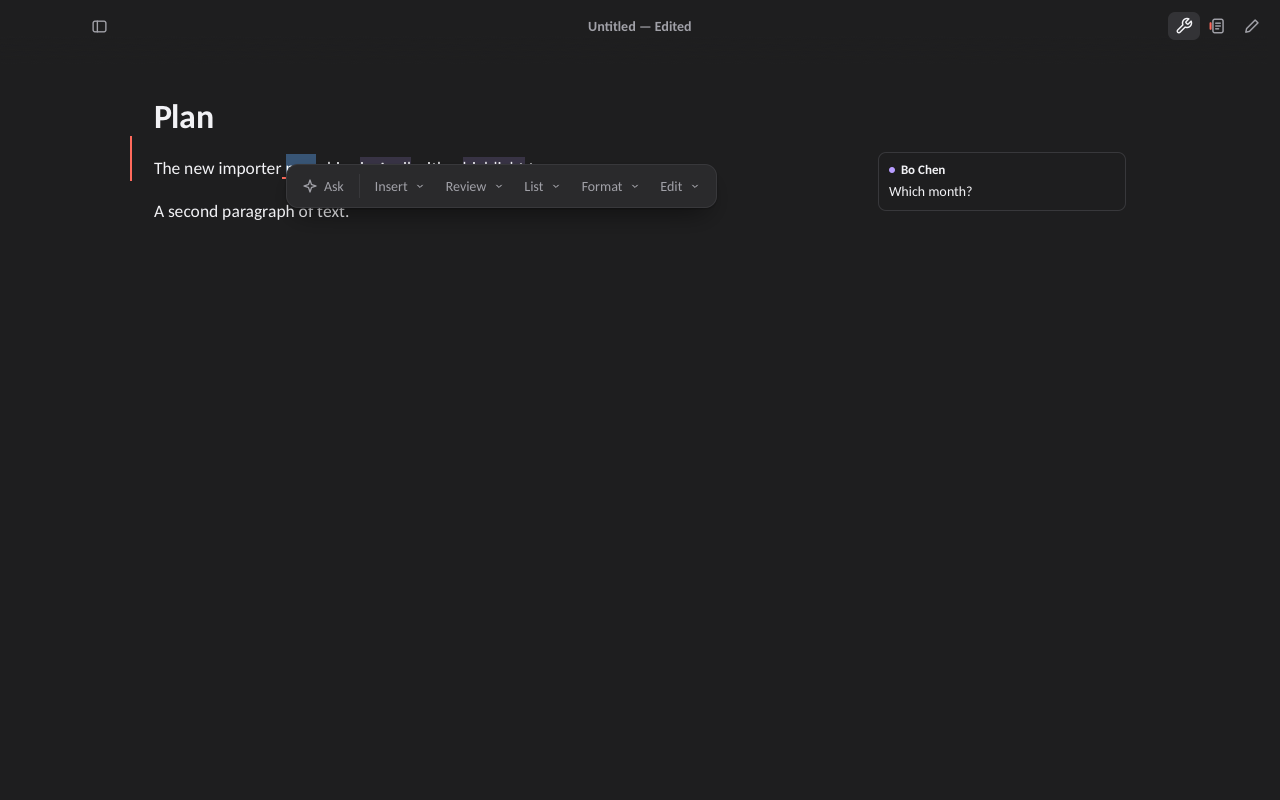 Untitled — Edited
Plan
The new importer
Bo Chen
Which month?
Ask Insert Review List Format Edit
A second paragraph of text.